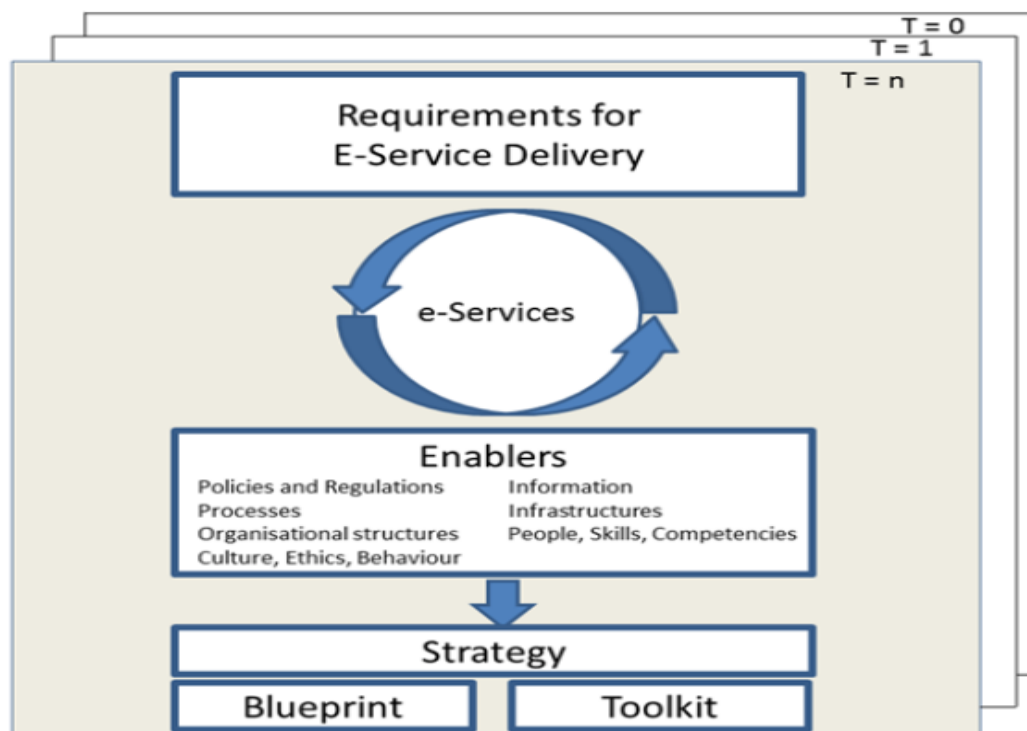 T = 0
T = 1
T = n
Requirements for
E-Service Delivery
e-Services
Enablers
Policies and Regulations
Processes
Organisational structures
Culture, Ethics, Behaviour
Information
Infrastructures
People, Skills, Competencies
Strategy
Blueprint
Toolkit